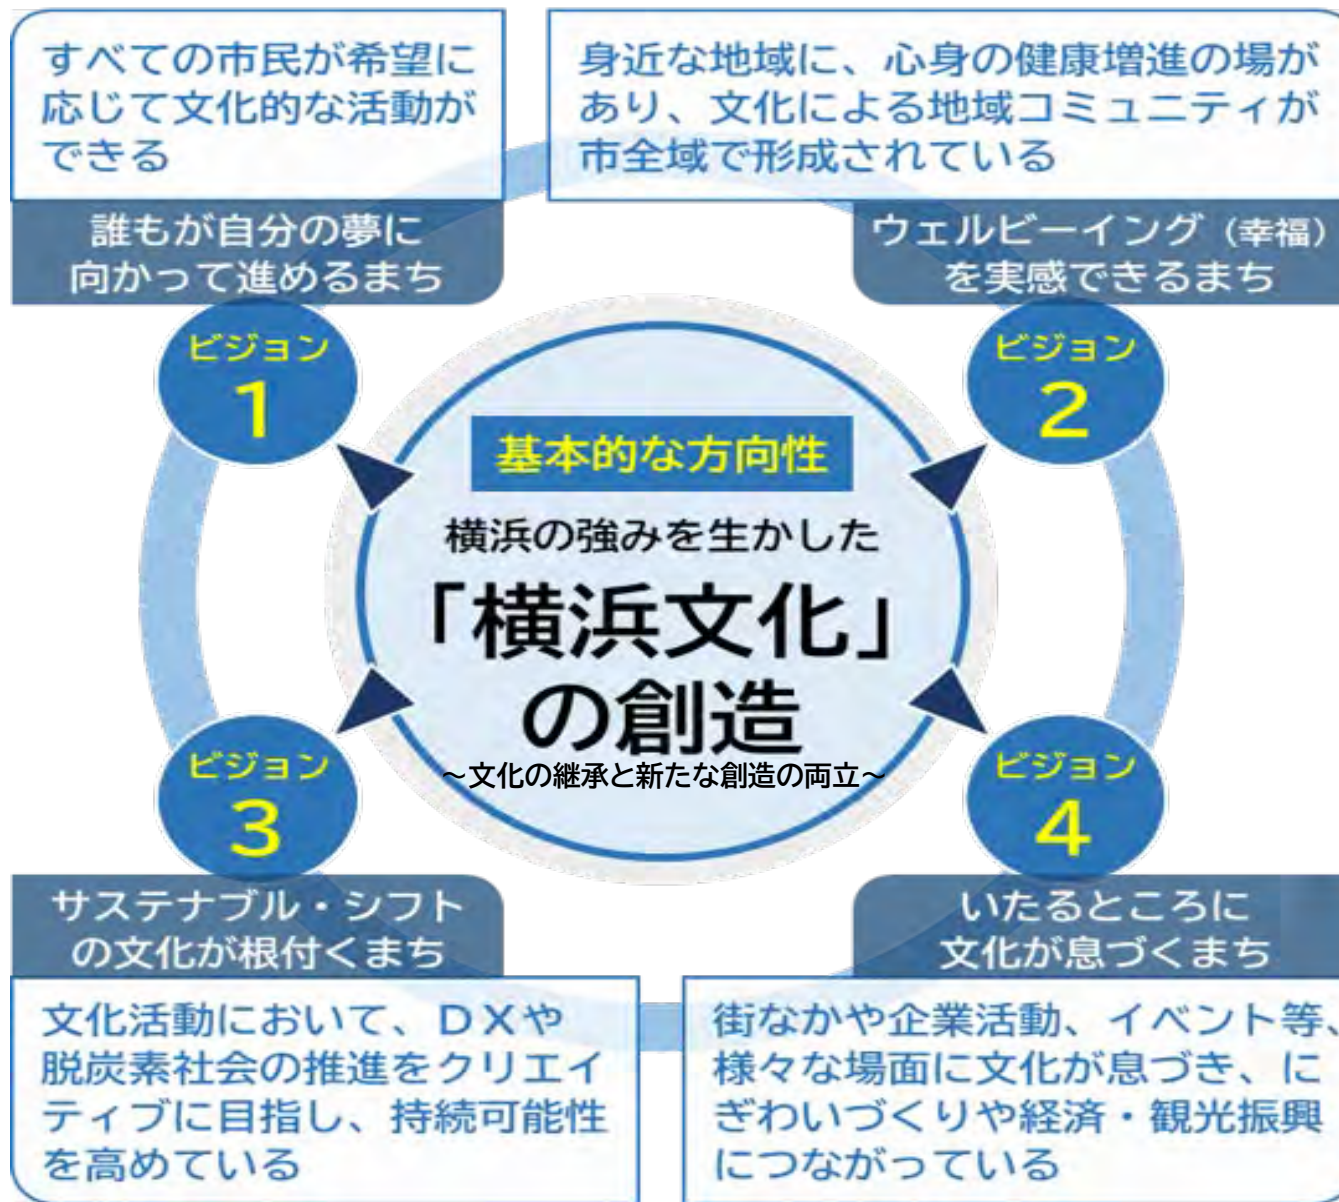 すべての市民が希望に
応じて文化的な活動が
できる
誰もが自分の夢に
向かって進めるまち
ビジョン
1
身近な地域に、心身の健康増進の場が
あり、文化による地域コミュニティが
市全域で形成されている
ウェルビーイング（幸福）
を実感できるまち
ビジョン
2
基本的な方向性
横浜の強みを生かした
「横浜文化」
の創造
～文化の継承と新たな創造の両立～
ビジョン
3
サステナブル・シフト
の文化が根付くまち
文化活動において、ＤＸや
脱炭素社会の推進をクリエイ
ティブに目指し、持続可能性
を高めている
ビジョン
4
いたるところに
文化が息づくまち
街なかや企業活動、イベント等、
様々な場面に文化が息づき、に
ぎわいづくりや経済・観光振興
につながっている